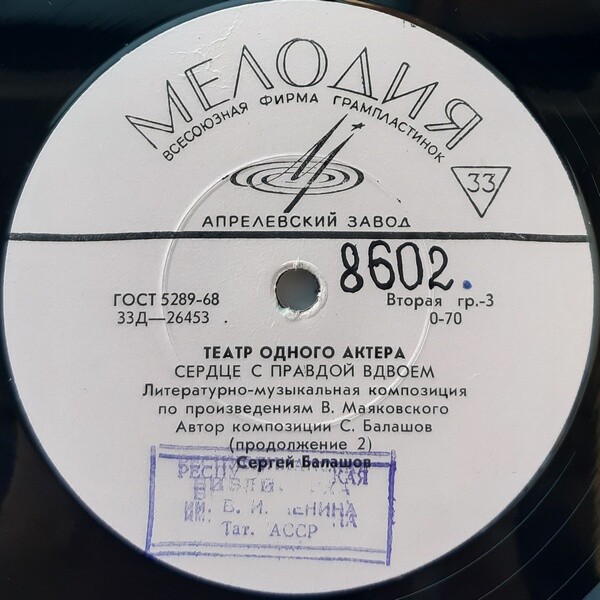 МЕЛОДИЯ
ВСЕСОЮЗНАЯ ФИРМА ГРАМПЛАСТИНОК
33
АПРЕЛЕВСКИЙ ЗАВОД
8602.
ГОСТ 5289-68
Вторая гр.-3
33Д—26453
0-70
ТЕАТР ОДНОГО АКТЕРА
СЕРДЦЕ С ПРАВДОЙ ВДВОЕМ
Литературно-музыкальная композиция
по произведениям В. Маяковского
Автор композиции С. Балашов
(продолжение 2)
Сергей Балашов
В. И.
Тат. АССР